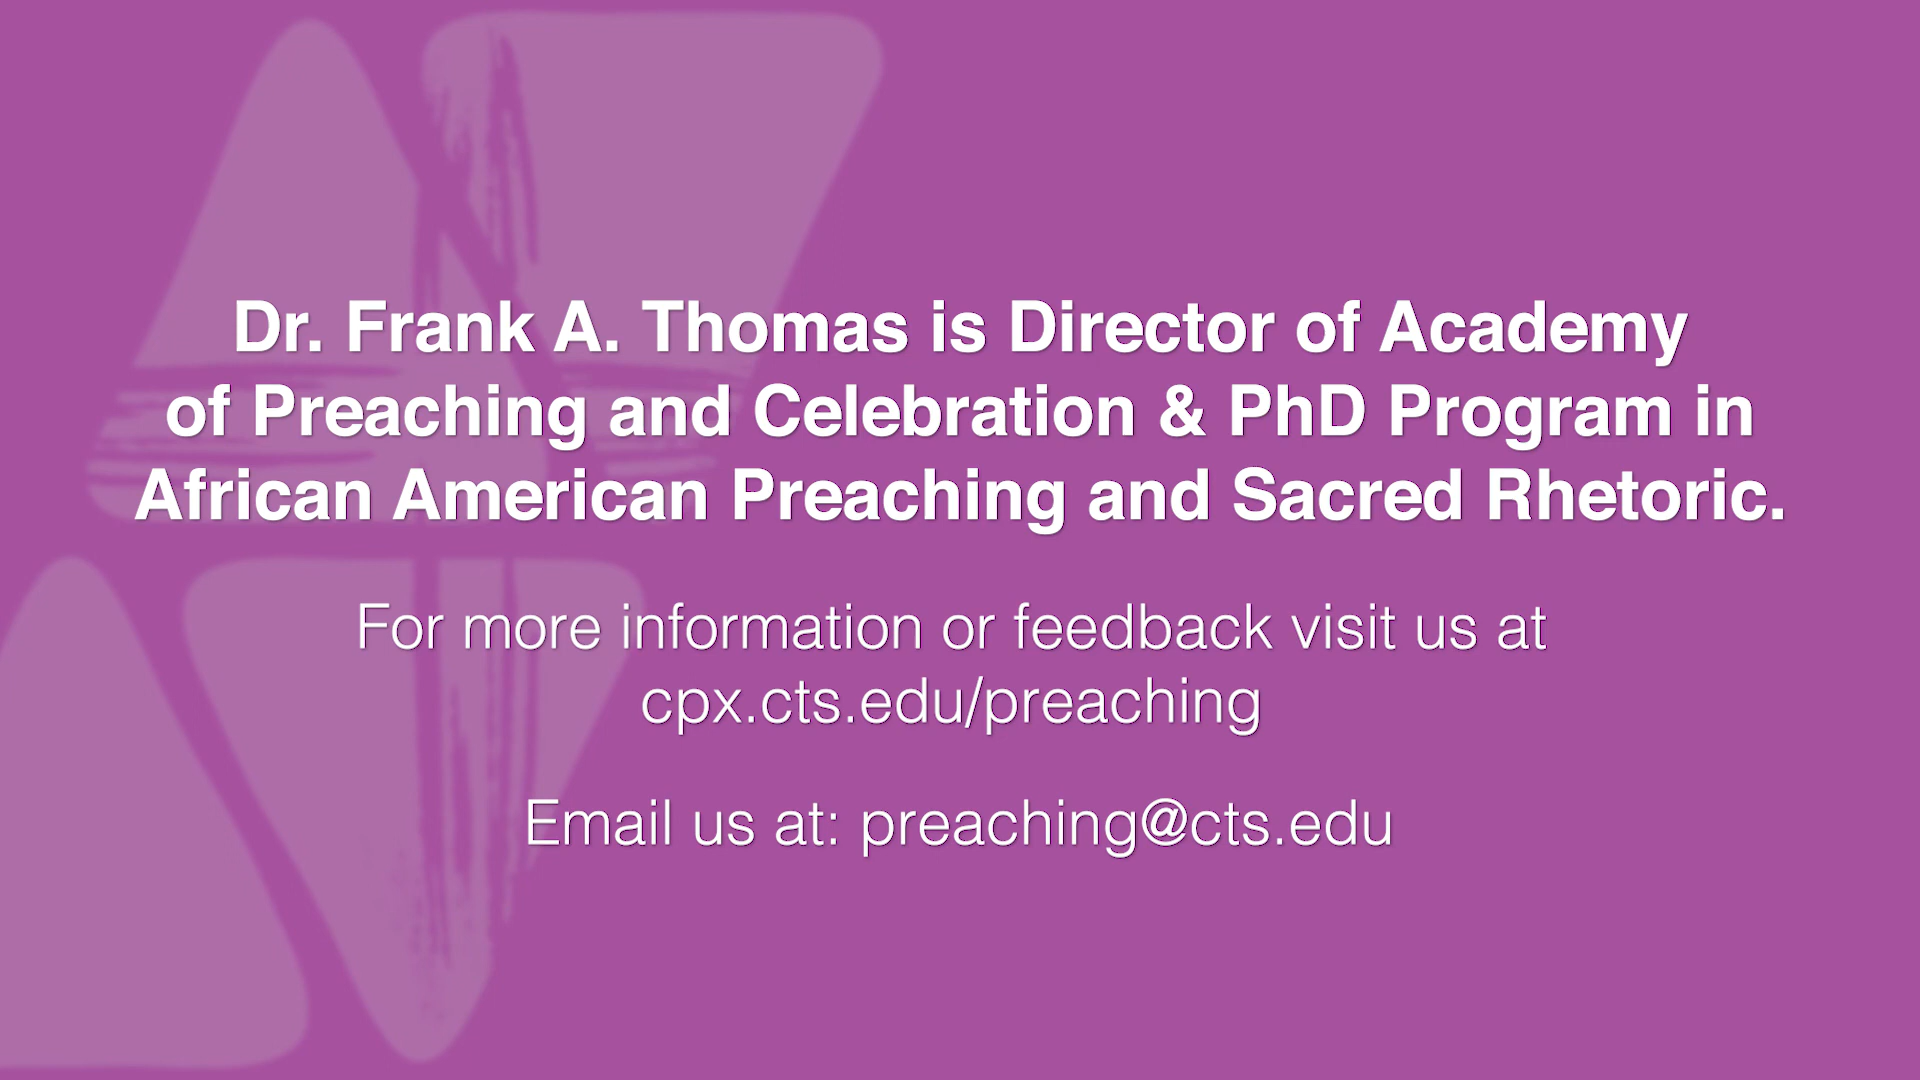 Dr. Frank A. Thomas is Director of Academy
of Preaching and Celebration & PhD Program in
African American Preaching and Sacred Rhetoric.
For more information or feedback visit us at
cpx.cts.edu/preaching
Email us at: preaching@cts.edu